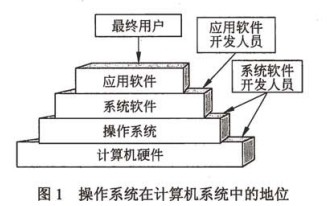 最终用户
应用软件
开发人员
系统软件
开发人员
应用软件
系统软件
操作系统
计算机硬件
图1 操作系统在计算机系统中的地位